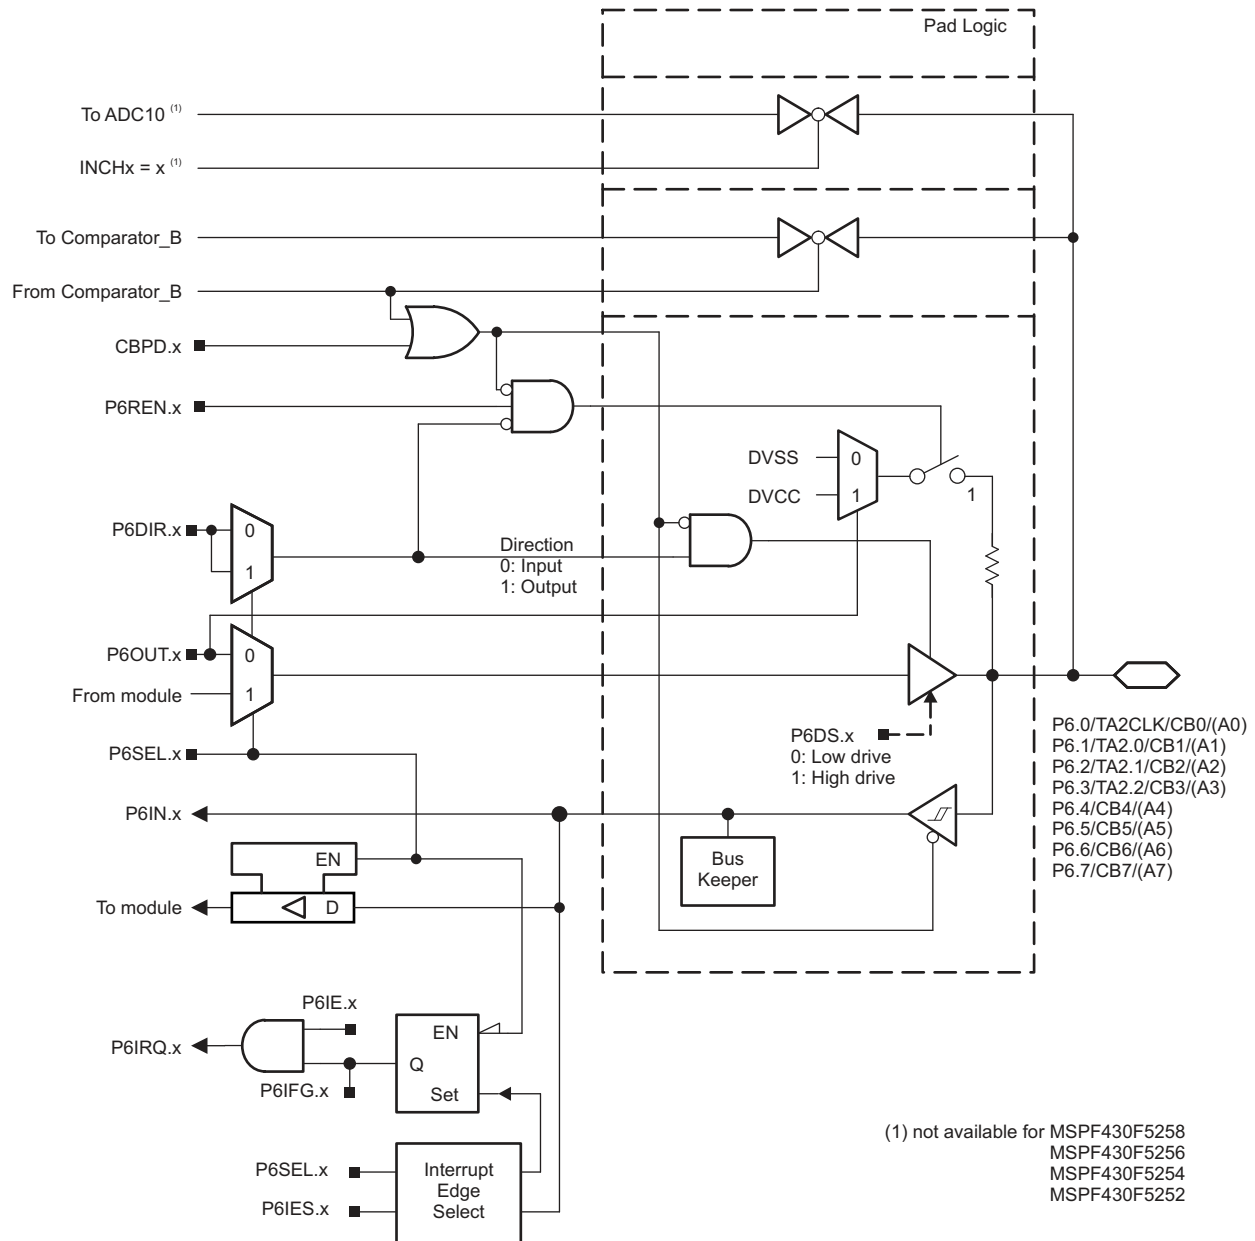 Pad Logic
To ADC10 (1)
INCHx = x (1)
To Comparator_B
From Comparator_B
CBPD.x
P6REN.x
DVSS
0
DVCC
1
1
P6DIR.x
0
1
Direction
0: Input
1: Output
P6OUT.x
0
From module
1
P6DS.x
0: Low drive
1: High drive
P6SEL.x
P6.0/TA2CLK/CB0/(A0)
P6.1/TA2.0/CB1/(A1)
P6.2/TA2.1/CB2/(A2)
P6.3/TA2.2/CB3/(A3)
P6.4/CB4/(A4)
P6.5/CB5/(A5)
P6.6/CB6/(A6)
P6.7/CB7/(A7)
P6IN.x
Bus
Keeper
EN
To module
D
P6IE.x
P6IRQ.x
EN
Q
P6IFG.x
Set
P6SEL.x
P6IES.x
Interrupt
Edge
Select
(1) not available for MSPF430F5258
MSPF430F5256
MSPF430F5254
MSPF430F5252